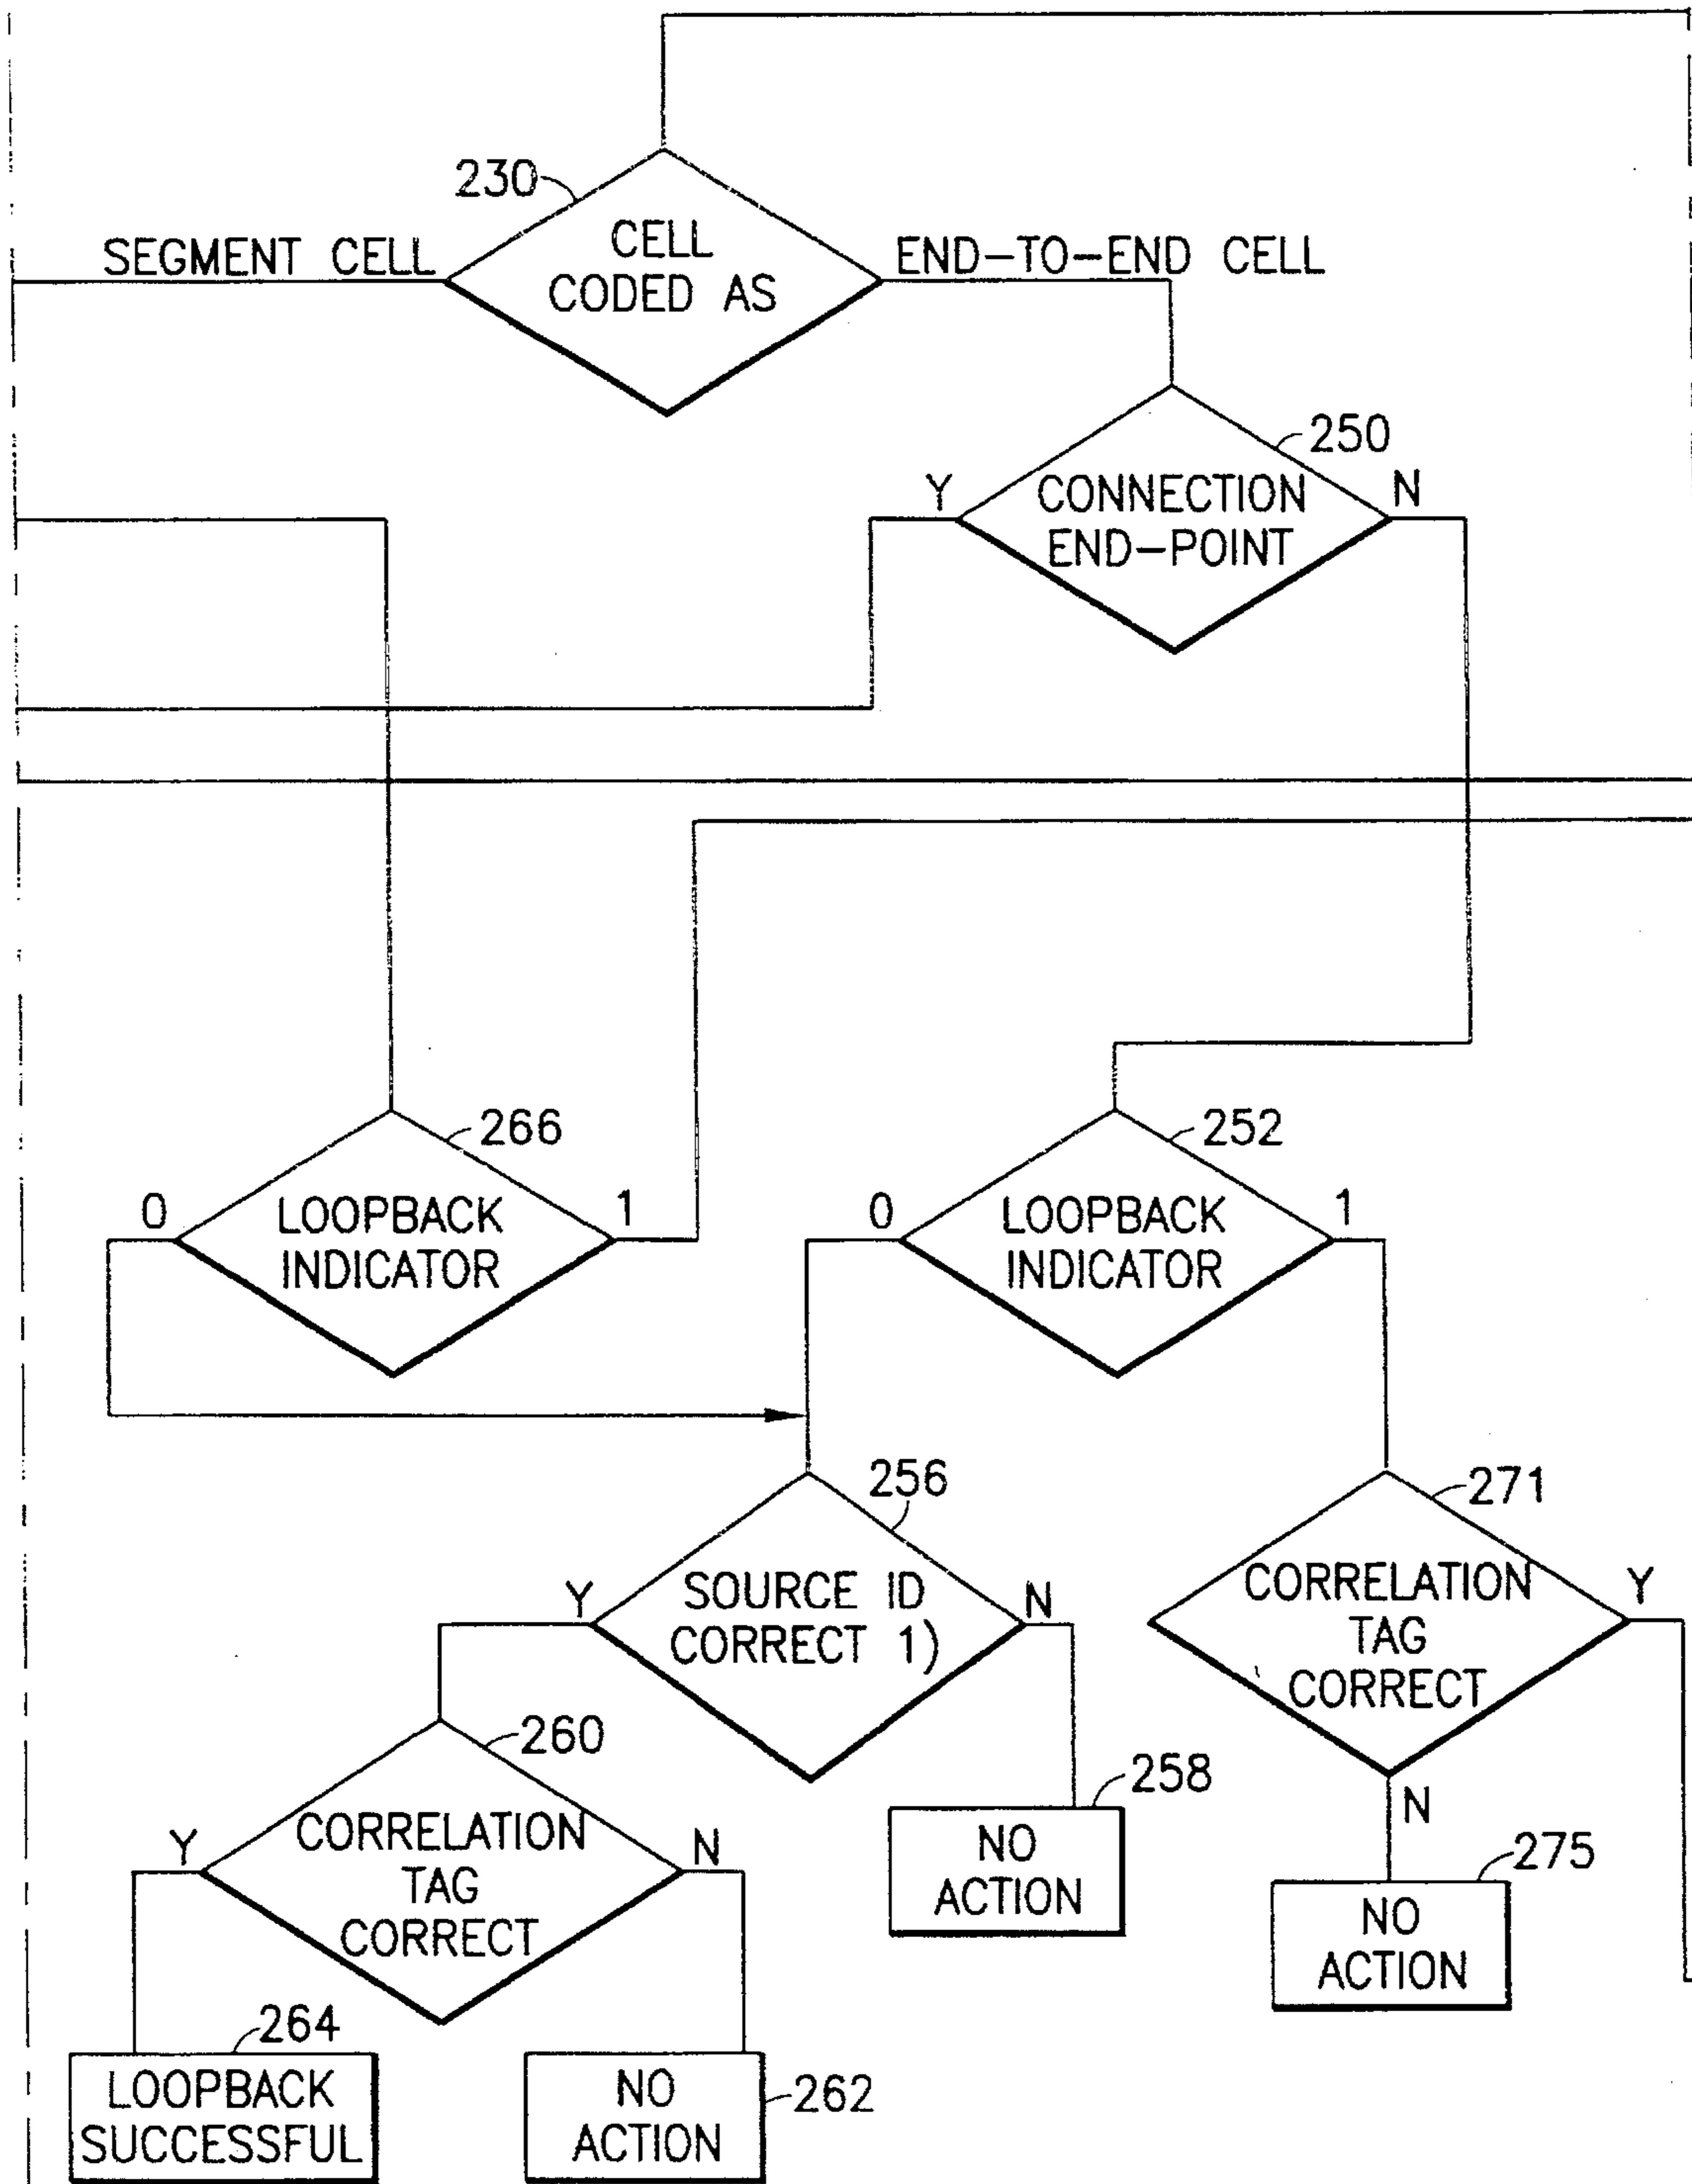 230
SEGMENT CELL
CELL
CODED AS
END-TO-END CELL
250
Y
CONNECTION
END-POINT
N
266
0
LOOPBACK
INDICATOR
1
252
0
LOOPBACK
INDICATOR
1
256
Y
SOURCE ID
CORRECT 1)
N
271
CORRELATION
TAG
CORRECT
Y
N
260
Y
CORRELATION
TAG
CORRECT
N
258
NO
ACTION
275
NO
ACTION
264
LOOPBACK
SUCCESSFUL
NO
ACTION
262